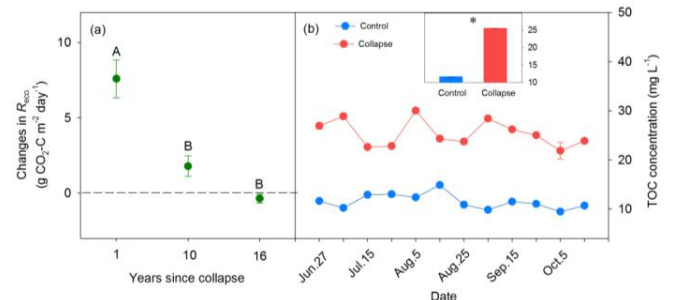 (a)
A
B
B
10
5
0
Changes in Reco
(g CO₂-C m⁻² day⁻¹)
1
10
16
Years since collapse
(b)
Control
Collapse
*
25
20
15
10
Control
Collapse
50
40
30
20
10
TOC concentration (mg L⁻¹)
Jun.27
Jul.15
Aug.5
Aug.25
Sep.15
Oct.5
Date